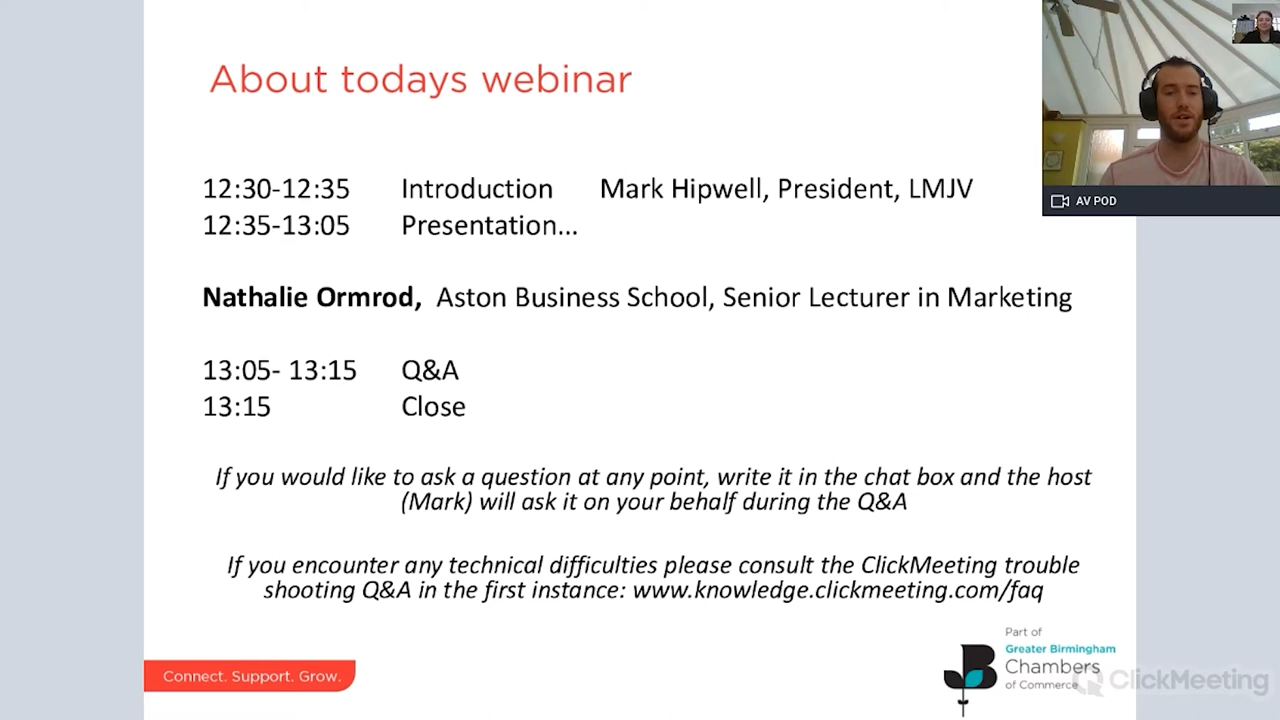 About todays webinar
12:30-12:35 Introduction Mark Hipwell, President, LMJV
12:35-13:05 Presentation...
Nathalie Ormrod, Aston Business School, Senior Lecturer in Marketing
13:05- 13:15 Q&A
13:15 Close
If you would like to ask a question at any point, write it in the chat box and the host
(Mark) will ask it on your behalf during the Q&A
If you encounter any technical difficulties please consult the ClickMeeting trouble
shooting Q&A in the first instance: www.knowledge.clickmeeting.com/faq
Connect. Support. Grow.
Part of
Greater Birmingham
Chambers
of Commerce
ClickMeeting
AV POD